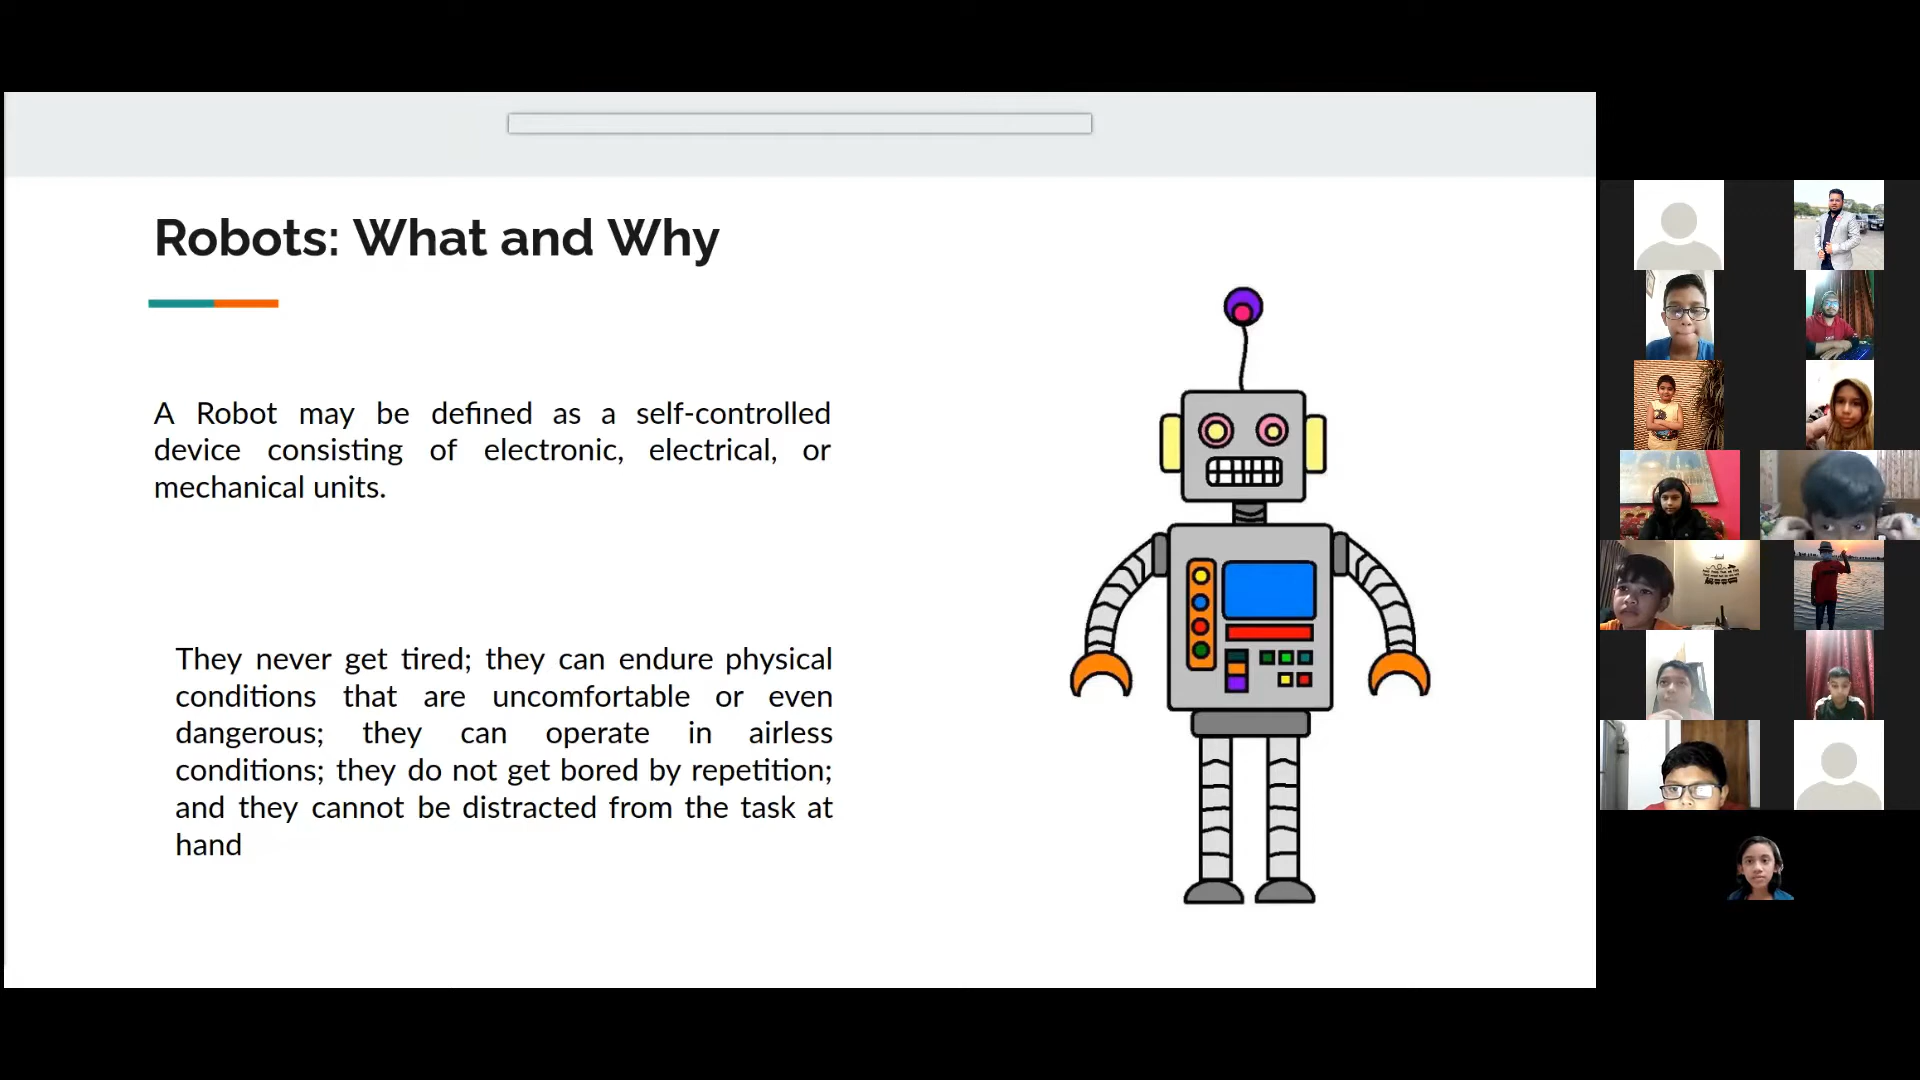 Robots: What and Why
A Robot may be defined as a self-controlled
device consisting of electronic, electrical, or
mechanical units.
They never get tired; they can endure physical
conditions that are uncomfortable or even
dangerous; they can operate in airless
conditions; they do not get bored by repetition;
and they cannot be distracted from the task at
hand